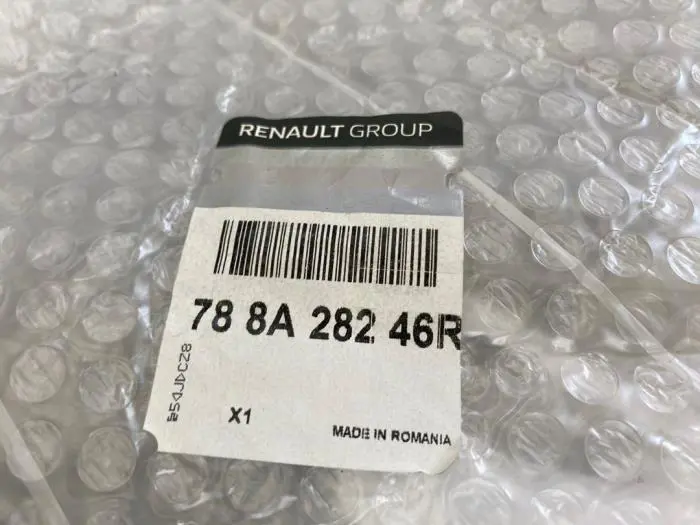 RENAULT GROUP
78 8A 282 46R
X1
MADE IN ROMANIA